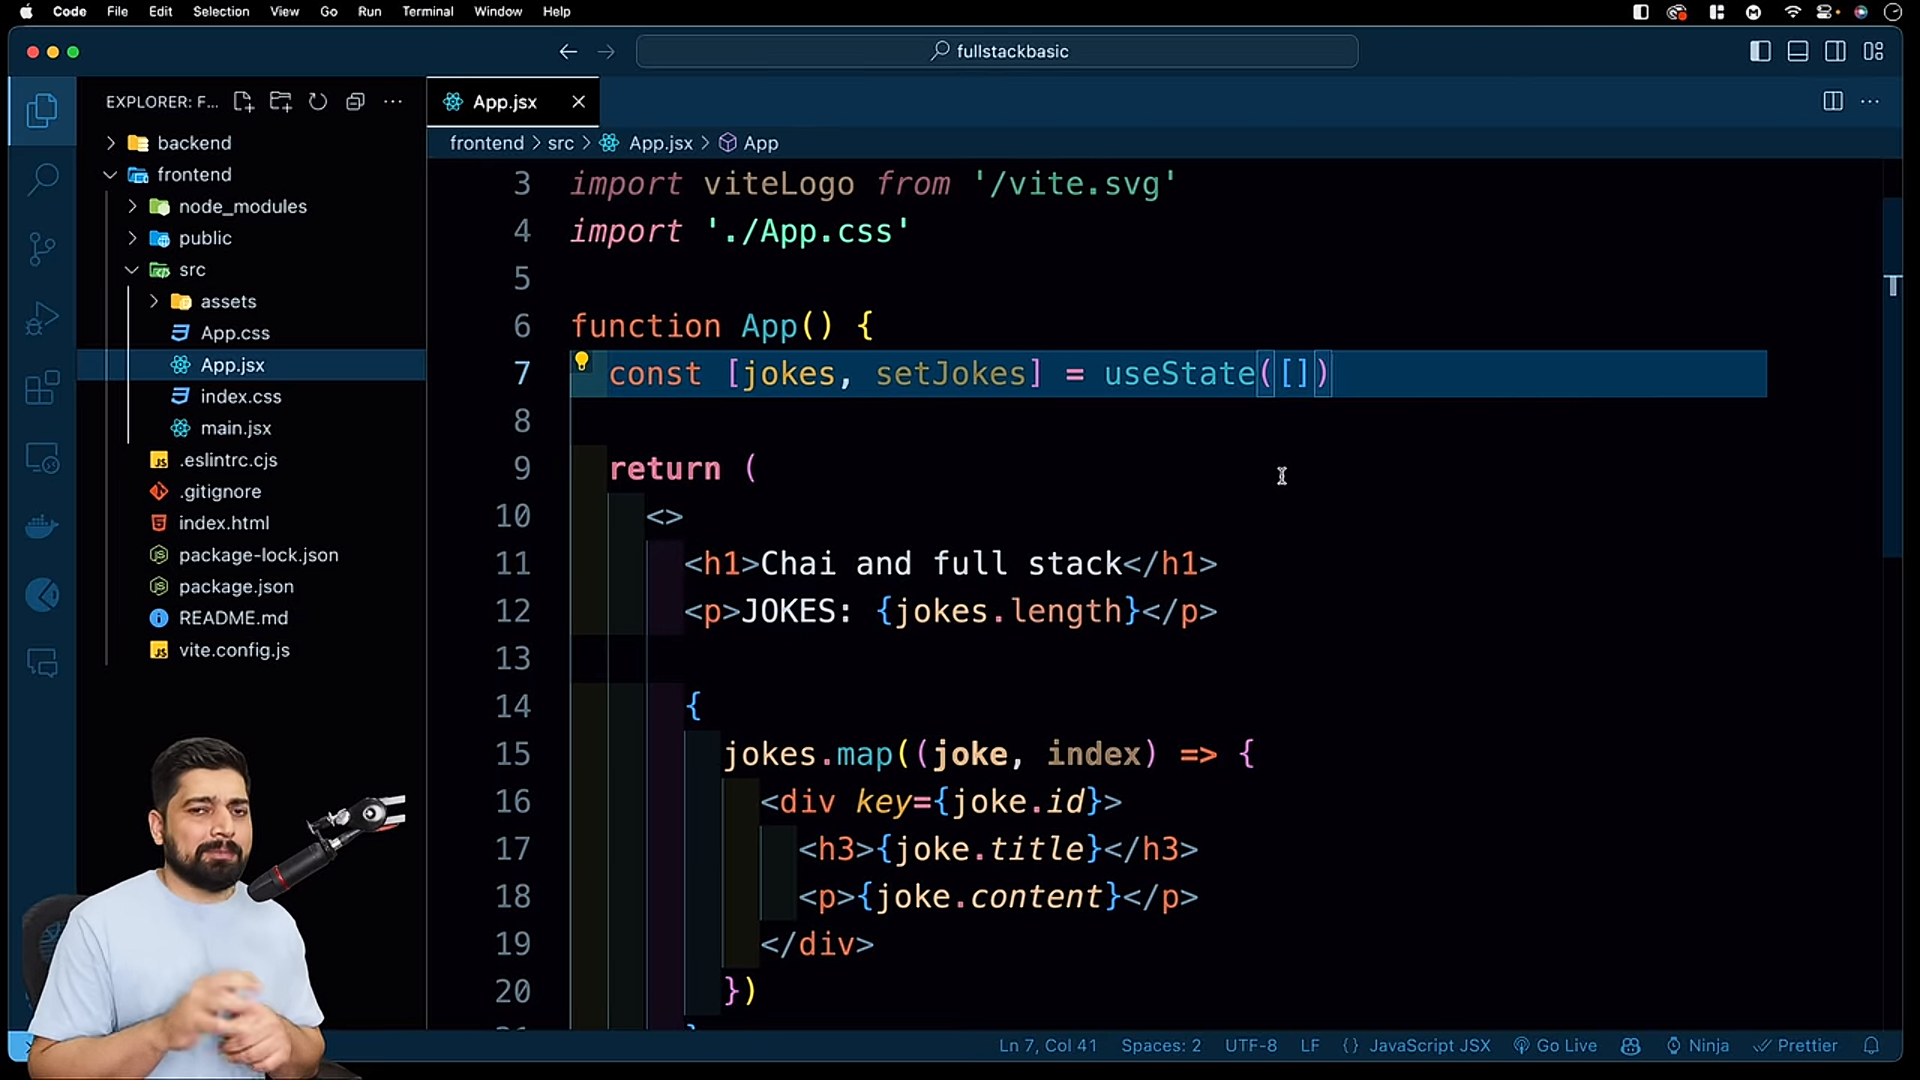 Code File Edit Selection View Go Run Terminal Window Help
fullstackbasic
EXPLORER: F...
App.jsx
backend
frontend
node_modules
public
src
assets
App.css
App.jsx
index.css
main.jsx
.eslintrc.cjs
.gitignore
index.html
package-lock.json
package.json
README.md
vite.config.js
frontend > src > App.jsx > App
3 import viteLogo from '/vite.svg'
4 import './App.css'
5
6 function App() {
7 const [jokes, setJokes] = useState([])
8
9 return (
10 <>
11 <h1>Chai and full stack</h1>
12 <p>JOKES: {jokes.length}</p>
13
14 {
15 jokes.map((joke, index) => {
16 <div key={joke.id}>
17 <h3>{joke.title}</h3>
18 <p>{joke.content}</p>
19 </div>
20 })
Ln 7, Col 41 Spaces: 2 UTF-8 LF {} JavaScript JSX Go Live Ninja Prettier